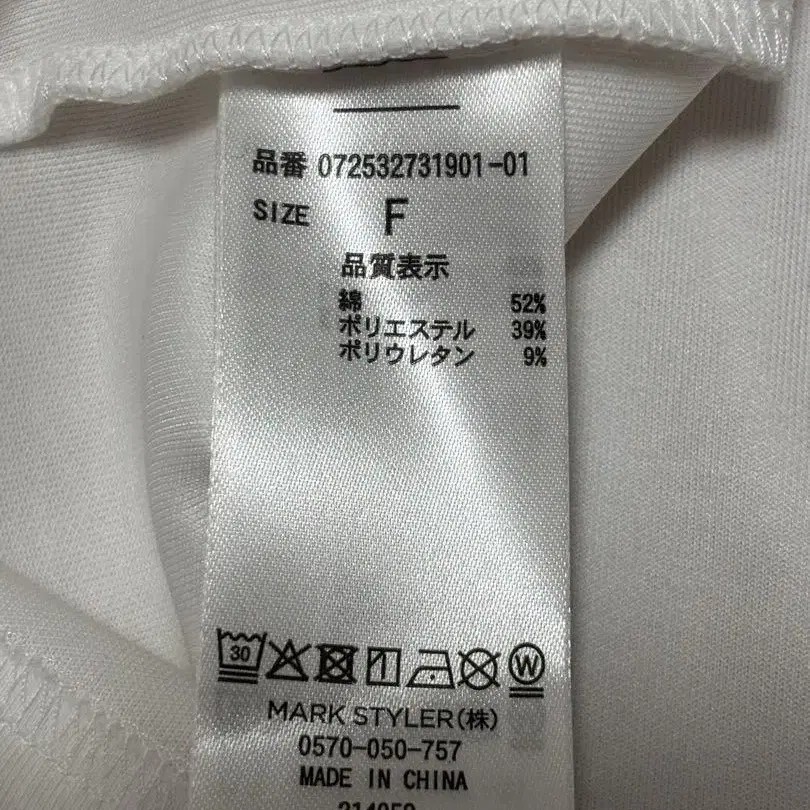 品番 072532731901-01
SIZE F
品質表示
綿 52%
ポリエステル 39%
ポリウレタン 9%
30 W
MARK STYLER(株)
0570-050-757
MADE IN CHINA